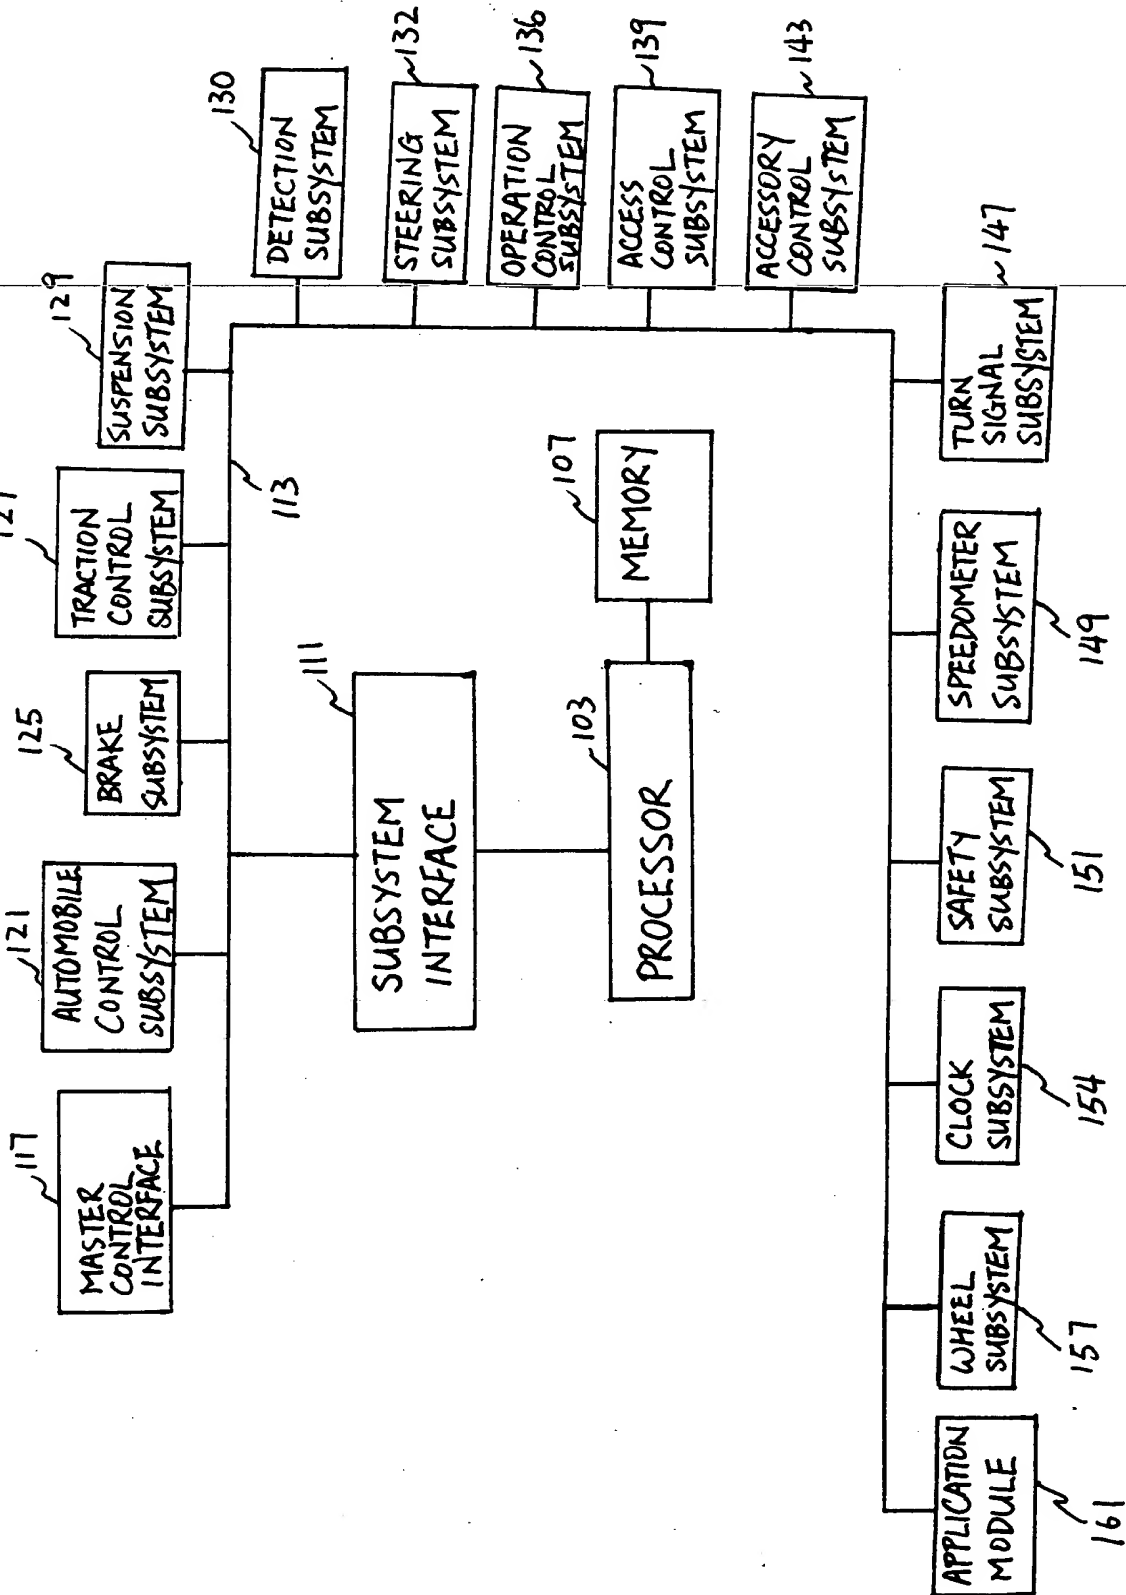 117
MASTER
CONTROL
INTERFACE
121
AUTOMOBILE
CONTROL
SUBSYSTEM
125
BRAKE
SUBSYSTEM
127
TRACTION
CONTROL
SUBSYSTEM
129
SUSPENSION
SUBSYSTEM
113
130
DETECTION
SUBSYSTEM
132
STEERING
SUBSYSTEM
136
OPERATION
CONTROL
SUBSYSTEM
139
ACCESS
CONTROL
SUBSYSTEM
143
ACCESSORY
CONTROL
SUBSYSTEM
111
SUBSYSTEM
INTERFACE
103
PROCESSOR
107
MEMORY
APPLICATION
MODULE
161
WHEEL
SUBSYSTEM
157
CLOCK
SUBSYSTEM
154
SAFETY
SUBSYSTEM
151
SPEEDOMETER
SUBSYSTEM
149
TURN
SIGNAL
SUBSYSTEM
147